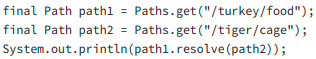 final Path path1 = Paths.get("/turkey/food");
final Path path2 = Paths.get("/tiger/cage");
System.out.println(path1.resolve(path2));